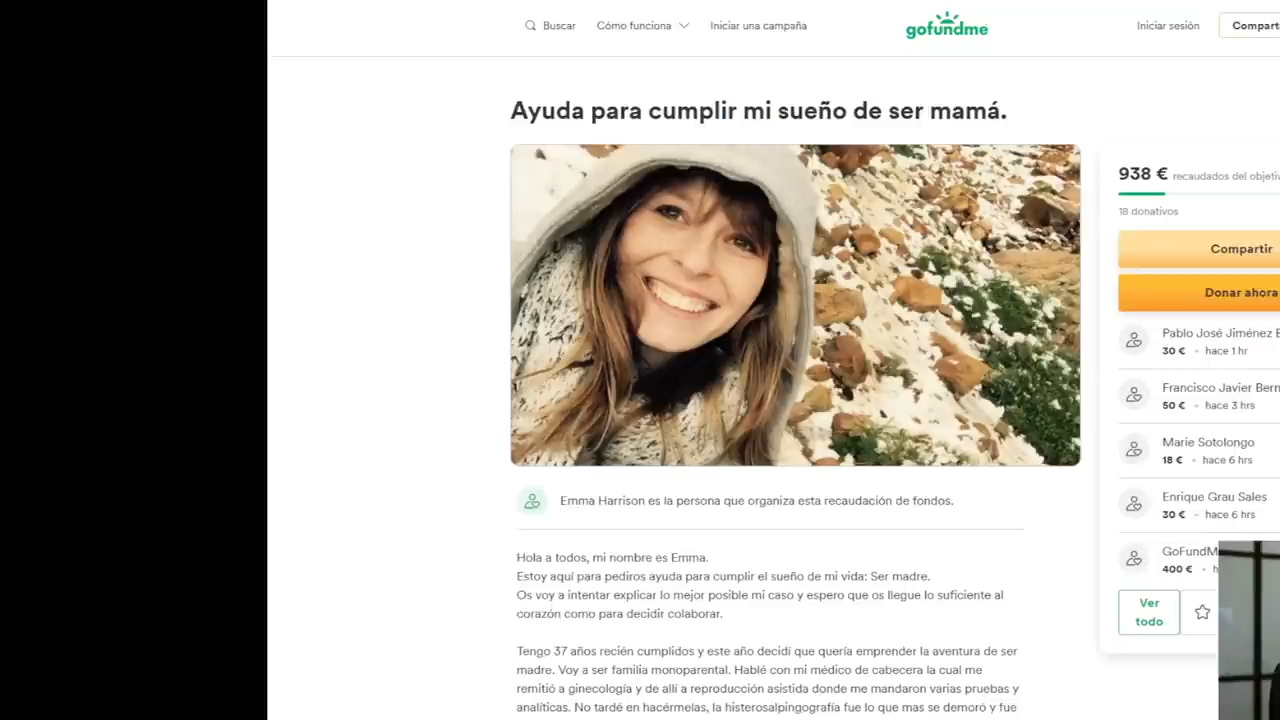 Buscar
Cómo funciona
Iniciar una campaña
gofundme
Iniciar sesión
Ayuda para cumplir mi sueño de ser mamá.
938 € recaudados del
18 donativos
Compartir
Donar ahora
Pablo José Jiménez
30 € • hace 1 hr
Francisco Javier
50 € • hace 3 hrs
Marie Sotolongo
18 € • hace 6 hrs
Enrique Grau Sales
30 € • hace 6 hrs
400 € •
Ver
todo
Emma Harrison es la persona que organiza esta recaudación de fondos.
Hola a todos, mi nombre es Emma.
Estoy aquí para pediros ayuda para cumplir el sueño de mi vida: Ser madre.
Os voy a intentar explicar lo mejor posible mi caso y espero que os llegue lo suficiente al
corazón como para decidir colaborar.
Tengo 37 años recién cumplidos y este año decidí que quería emprender la aventura de ser
madre. Voy a ser familia monoparental. Hablé con mi médico de cabecera la cual me
remitió a ginecología y de allí a reproducción asistida donde me mandaron varias pruebas y
analíticas. No tardé en hacérmelas, la histerosalpingografía fue lo que mas se demoró y fue